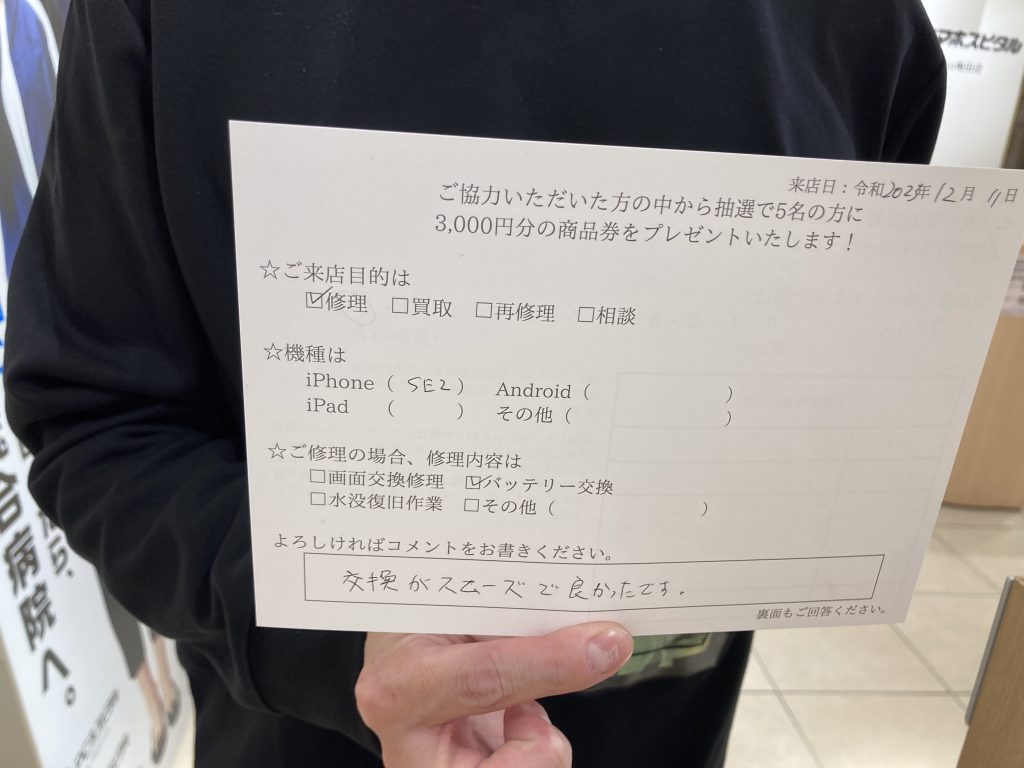 マホスピタル
来店日：令和2023年12月11日
ご協力いただいた方の中から抽選で5名の方に
3,000円分の商品券をプレゼントいたします！
☆ご来店目的は
☑修理 □買取 □再修理 □相談
☆機種は
iPhone（ SE2 ） Android（ ）
iPad （ ） その他（ ）
☆ご修理の場合、修理内容は
□画面交換修理 ☑バッテリー交換
□水没復旧作業 □その他（ ）
よろしければコメントをお書きください。
交換がスムーズで良かったです。
裏面もご回答ください。
合病院へ。